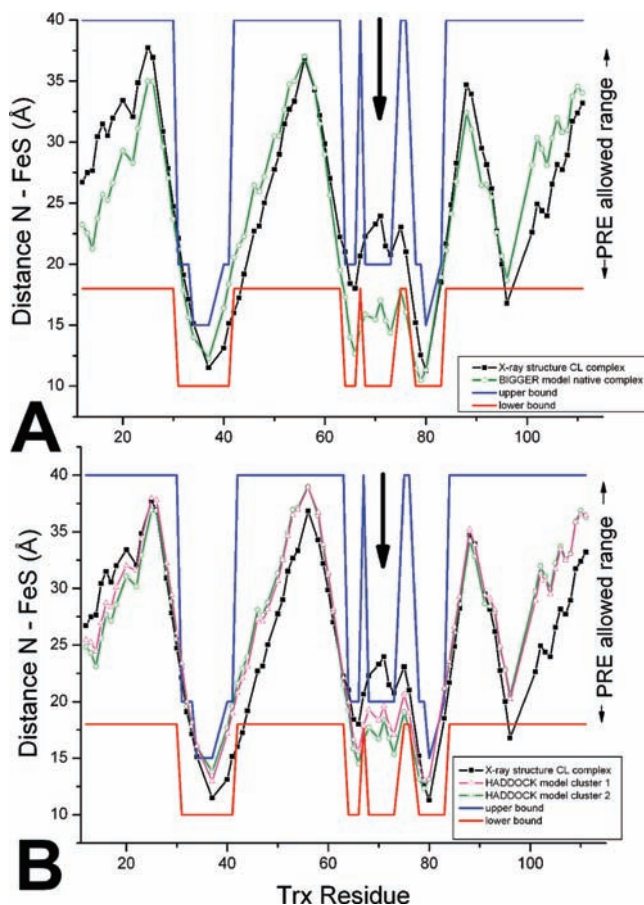 40
35
30
25
20
15
10
Distance N - FeS (Å)
PRE allowed range
X-ray structure CL complex
BIGGER model native complex
upper bound
lower bound
A
20 40 60 80 100
40
35
30
25
20
15
10
Distance N - FeS (Å)
PRE allowed range
X-ray structure CL complex
HADDOCK model cluster 1
HADDOCK model cluster 2
upper bound
lower bound
B
20 40 60 80 100
Trx Residue